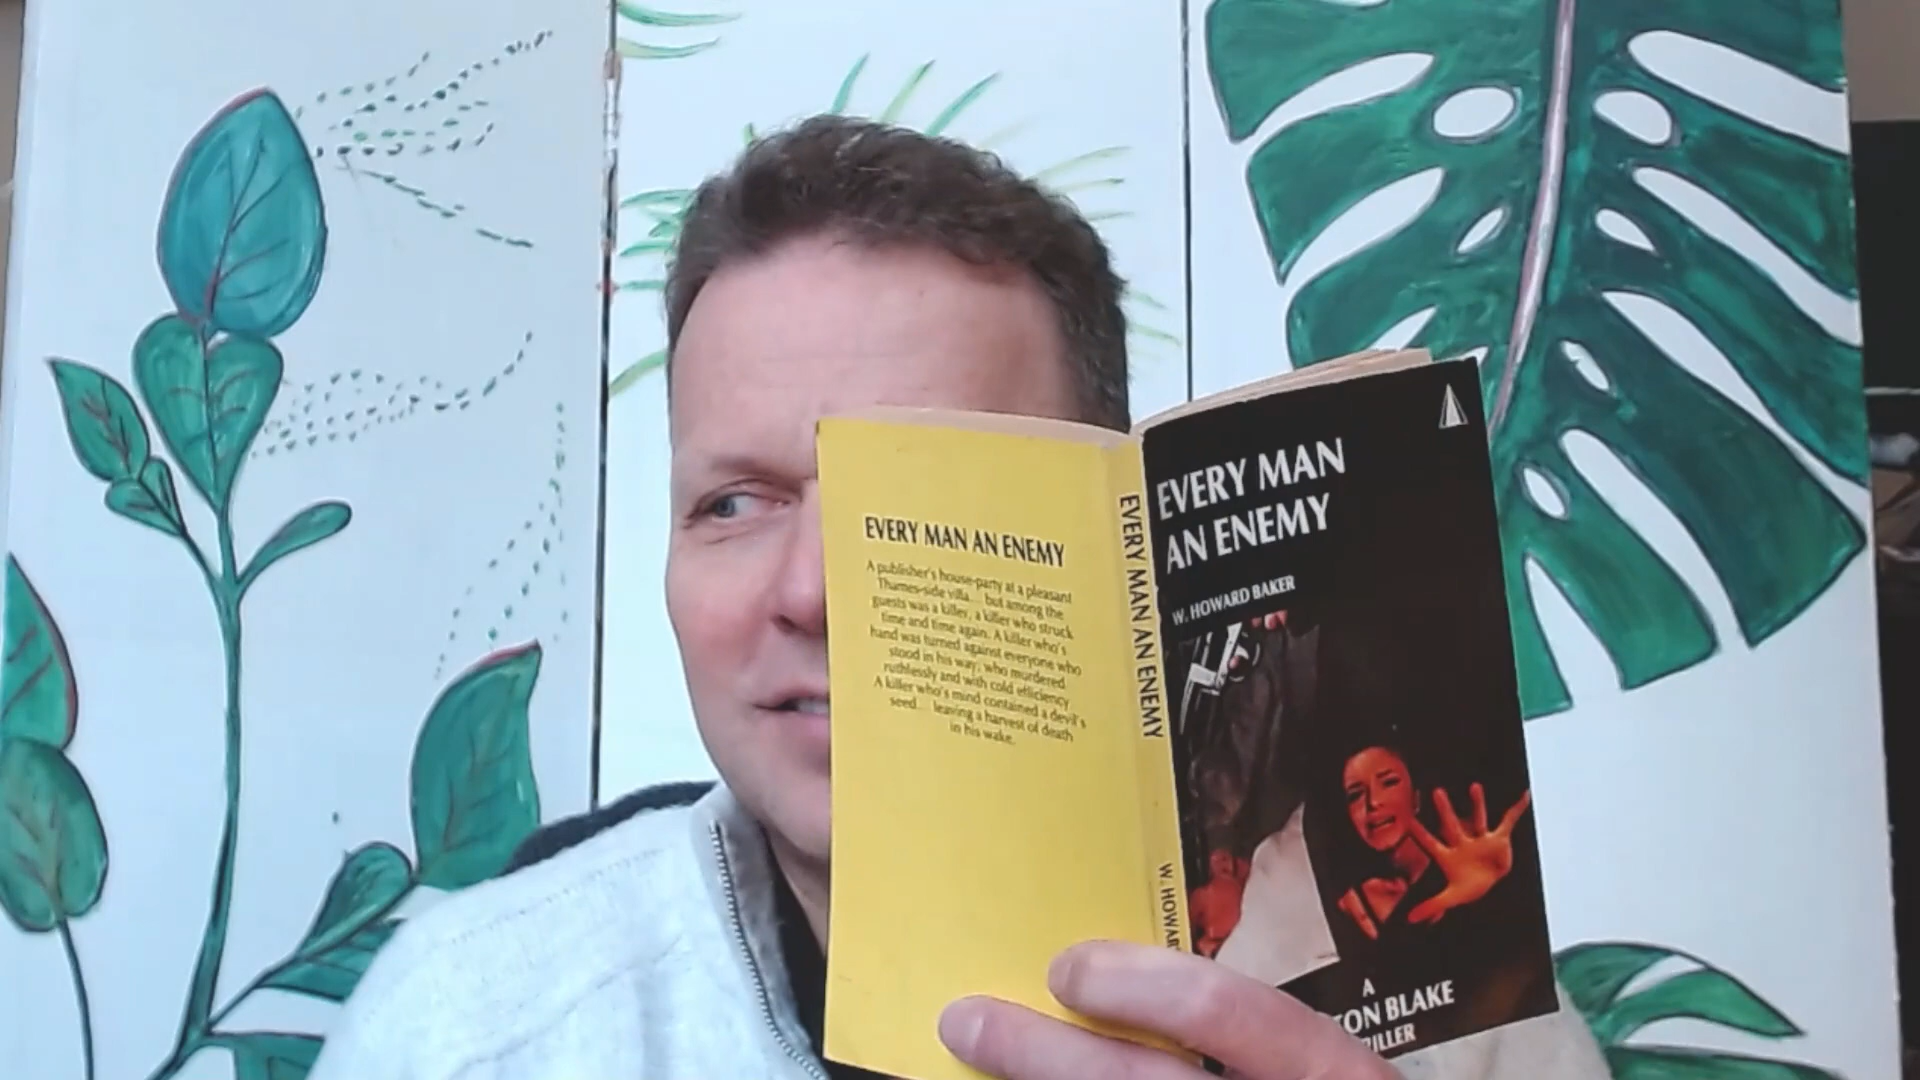 EVERY MAN AN ENEMY
A publisher's house-party at a pleasant
Thames-side villa... but among the
guests was a killer, a killer who struck
time and time again. A killer who's
hand was turned against everyone who
stood in his way; who murdered
ruthlessly and with cold efficiency.
A killer who's mind contained a devil's
seed... leaving a harvest of death
in his wake.
EVERY MAN AN ENEMY
W. HOWAR
EVERY MAN
AN ENEMY
W. HOWARD BAKER
A
TON BLAKE
RILLER